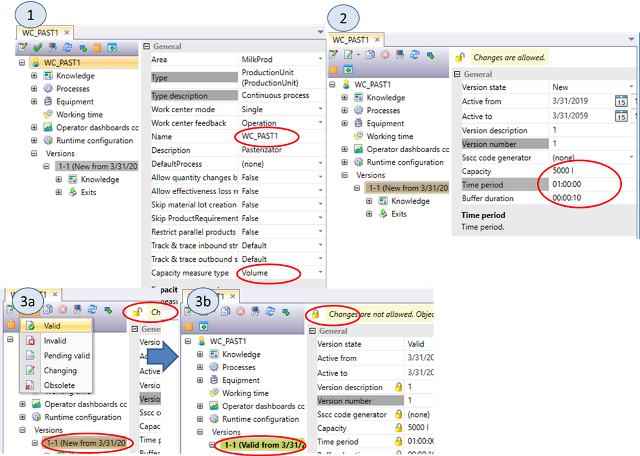 1
WC_PAST1
WC_PAST1
Knowledge
Processes
Equipment
Working time
Operator dashboards cc
Runtime configuration
Versions
1-1 (New from 3/31/20
Knowledge
Exits
General
Area MilkProd
Type ProductionUnit
(ProductionUnit)
Type description Continuous process
Work center mode Single
Work center feedback Operation
Name WC_PAST1
Description Pasterizator
DefaultProcess (none)
Allow quantity changes b False
Allow effectiveness loss re False
Skip material lot creation False
Skip ProductRequirement False
Restrict parallel products False
Track & trace inbound str Default
Track & trace outbound s Default
Capacity measure type Volume
2
WC_PAST1
WC_PAST1
Knowledge
Processes
Equipment
Working time
Operator dashboards cc
Runtime configuration
Versions
1-1 (New from 3/31/20
Knowledge
Exits
Changes are allowed.
General
Version state New
Active from 3/31/2019 15
Active to 3/31/2059 15
Version description 1
Version number 1
Sscc code generator (none)
Capacity 5000 l
Time period 01:00:00
Buffer duration 00:00:10
Time period
Time period.
3a
Valid
Invalid
Pending valid
Changing
Obsolete
Operator dashboards cc
Runtime configuration
Versions
1-1 (New from 3/31/20
General
Active
Active
Sscc c
Capac
Time p
3b
WC_PAST1
Knowledge
Processes
Equipment
Working time
Operator dashboards cc
Runtime configuration
Versions
1-1 (Valid from 3/31/2
Changes are not allowed. Objec
General
Version state Valid
Active from 3/31/20
Active to 3/31/20
Version description 1
Version number 1
Sscc code generator (none)
Capacity 5000 l
Time period 01:00:00
Buffer duration 00:00:10